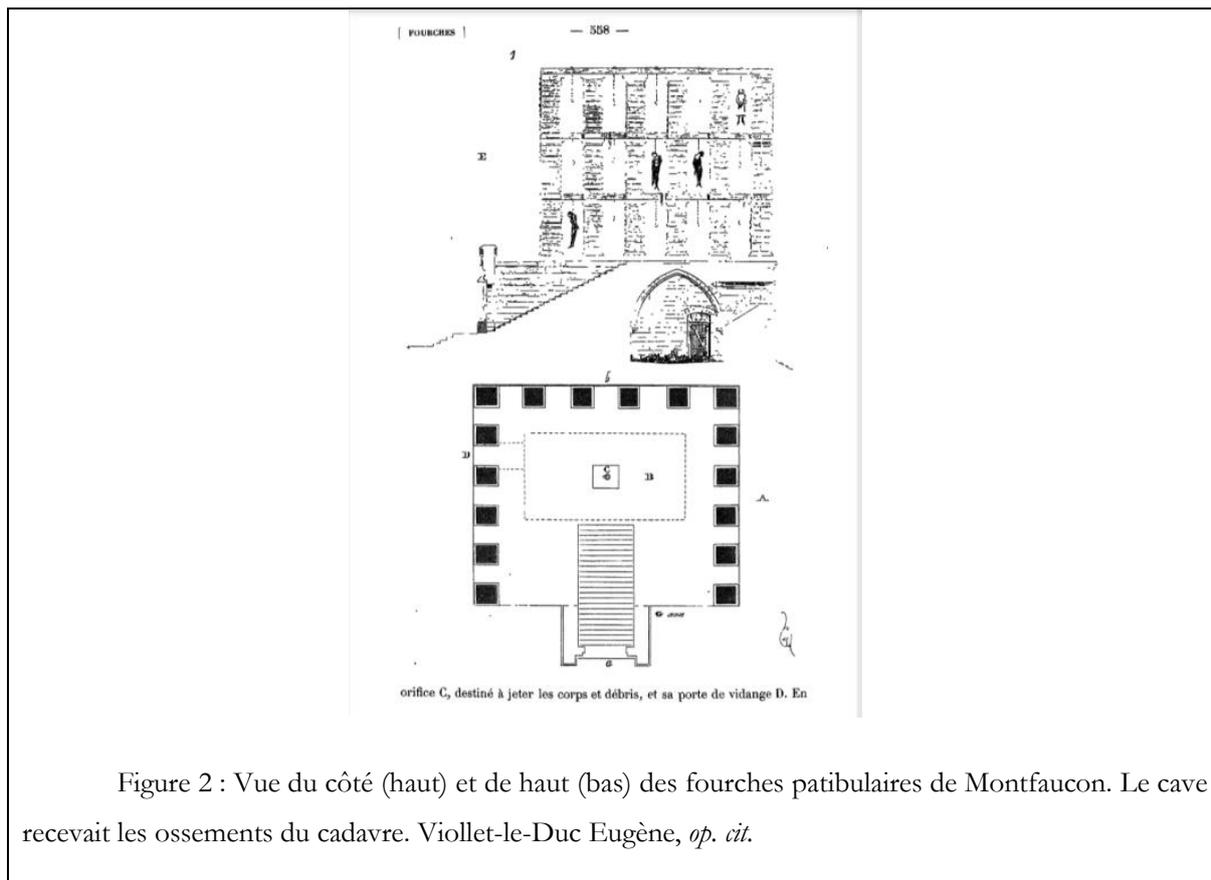 [ FOURCHES ]
— 558 —
1
E
b
D
C
B
A
G
a
orifice C, destiné à jeter les corps et débris, et sa porte de vidange D. En
Figure 2 : Vue du côté (haut) et de haut (bas) des fourches patibulaires de Montfaucon. Le cave
recevait les ossements du cadavre. Viollet-le-Duc Eugène, op. cit.